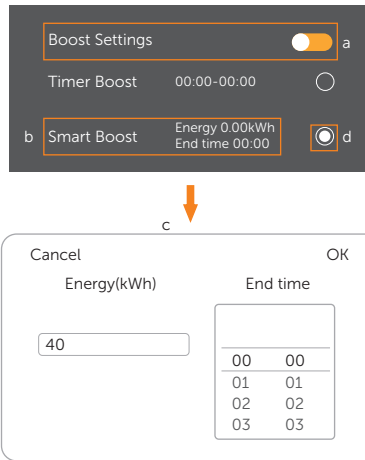 Boost Settings a
Timer Boost 00:00-00:00
b Smart Boost Energy 0.00kWh
End time 00:00 d
c
Cancel OK
Energy(kWh) End time
40
00 00
01 01
02 02
03 03